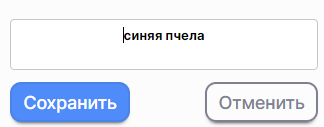 синяя пчела
Сохранить
Отменить